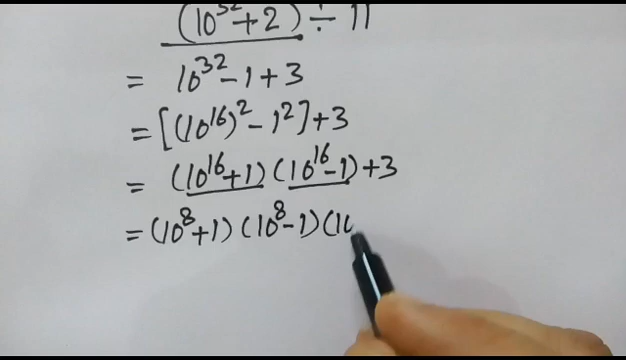 (10³² + 2) ÷ 11
= 10³² - 1 + 3
= [(10¹⁶)² - 1²] + 3
= (10¹⁶ + 1) (10¹⁶ - 1) + 3
= (10⁸ + 1) (10⁸ - 1) (10